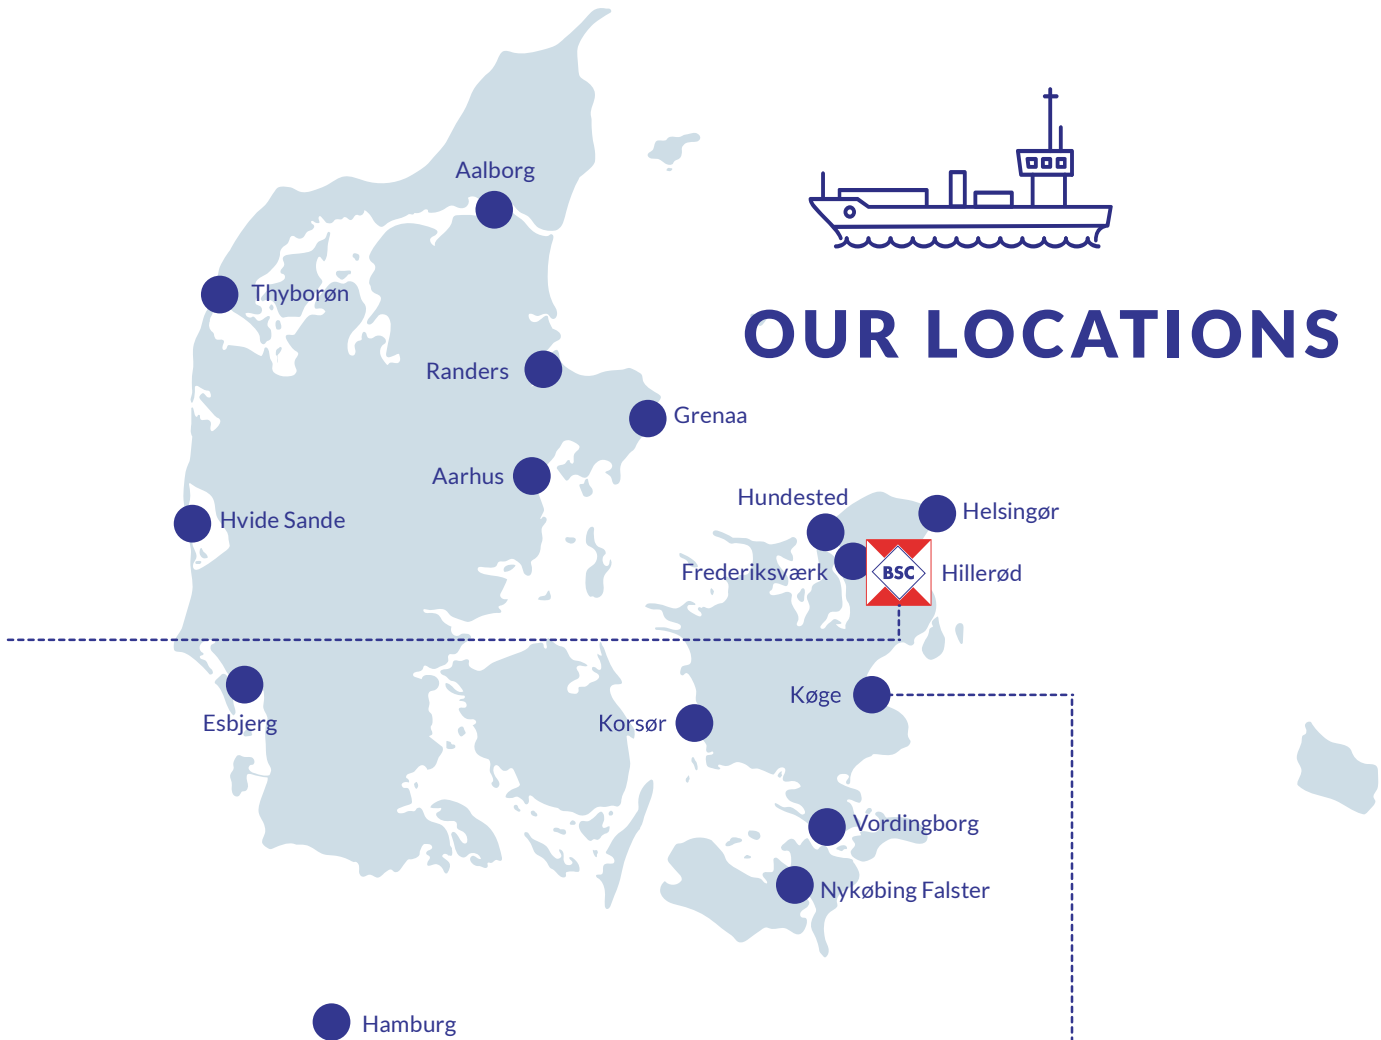 Aalborg
Thyborøn
OUR LOCATIONS
Randers
Grenaa
Aarhus
Hundested
Helsingør
Hvide Sande
Frederiksværk
BSC
Hillerød
Køge
Esbjerg
Korsør
Vordingborg
Nykøbing Falster
Hamburg